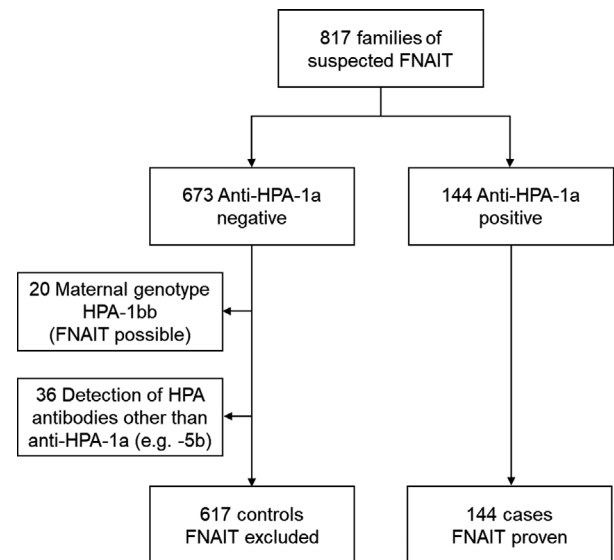 817 families of
suspected FNAIT
673 Anti-HPA-1a
negative
144 Anti-HPA-1a
positive
20 Maternal genotype
HPA-1bb
(FNAIT possible)
36 Detection of HPA
antibodies other than
anti-HPA-1a (e.g. -5b)
617 controls
FNAIT excluded
144 cases
FNAIT proven